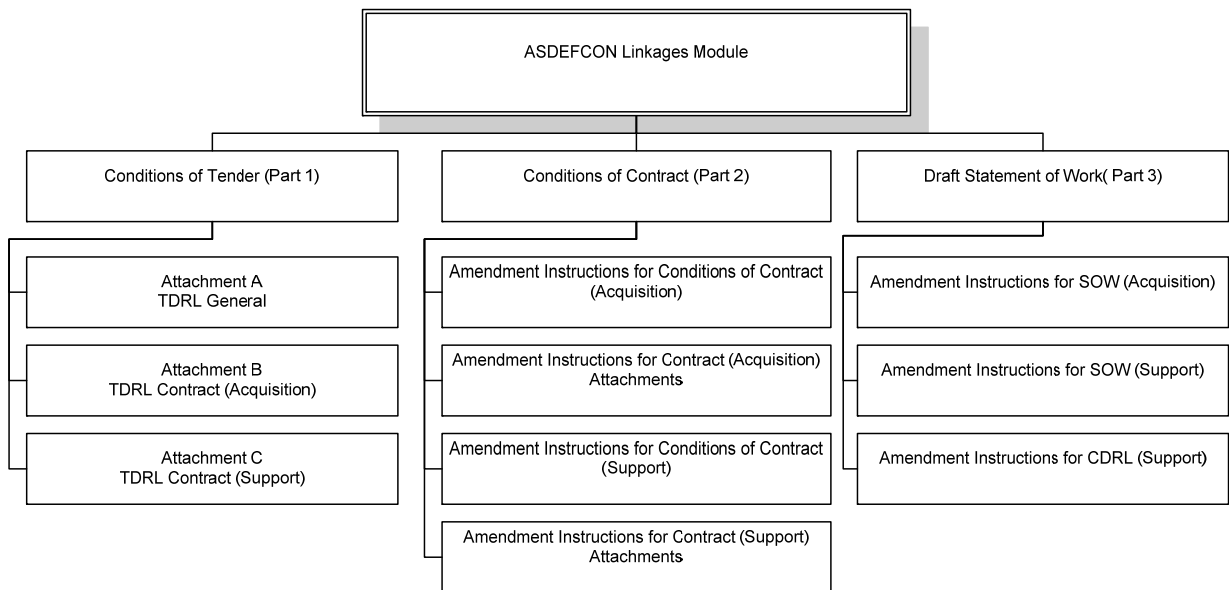 ASDEFCON Linkages Module
Conditions of Tender (Part 1)
Attachment A
TDRL General
Attachment B
TDRL Contract (Acquisition)
Attachment C
TDRL Contract (Support)
Conditions of Contract (Part 2)
Amendment Instructions for Conditions of Contract
(Acquisition)
Amendment Instructions for Contract (Acquisition)
Attachments
Amendment Instructions for Conditions of Contract
(Support)
Amendment Instructions for Contract (Support)
Attachments
Draft Statement of Work( Part 3)
Amendment Instructions for SOW (Acquisition)
Amendment Instructions for SOW (Support)
Amendment Instructions for CDRL (Support)